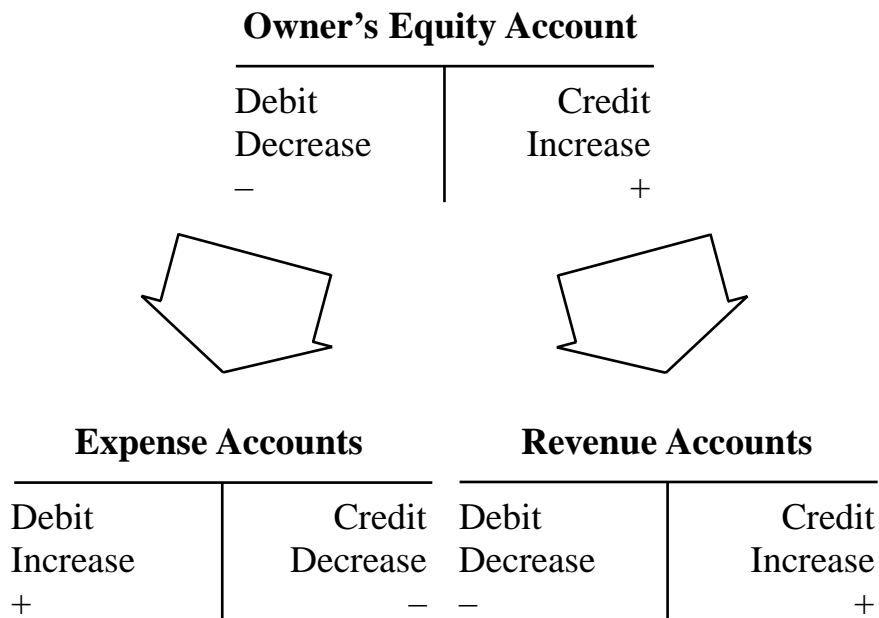 Owner’s Equity Account
Debit Credit
Decrease Increase
– +
Expense Accounts Revenue Accounts
Debit Credit Debit Credit
Increase Decrease Decrease Increase
+ – – +